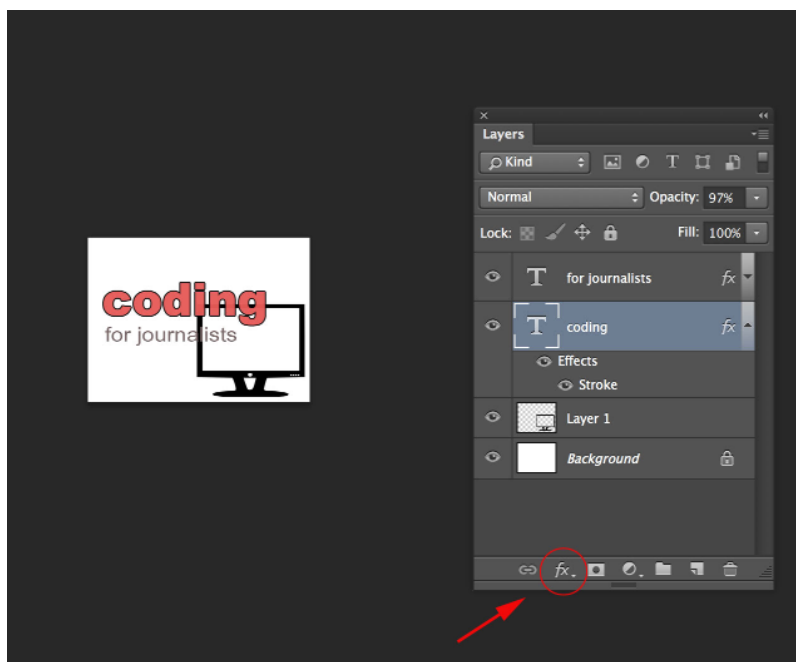 coding
for journalists
Layers
Kind
Normal Opacity: 97%
Lock: Fill: 100%
T for journalists fx
T coding fx
Effects
Stroke
Layer 1
Background
fx.